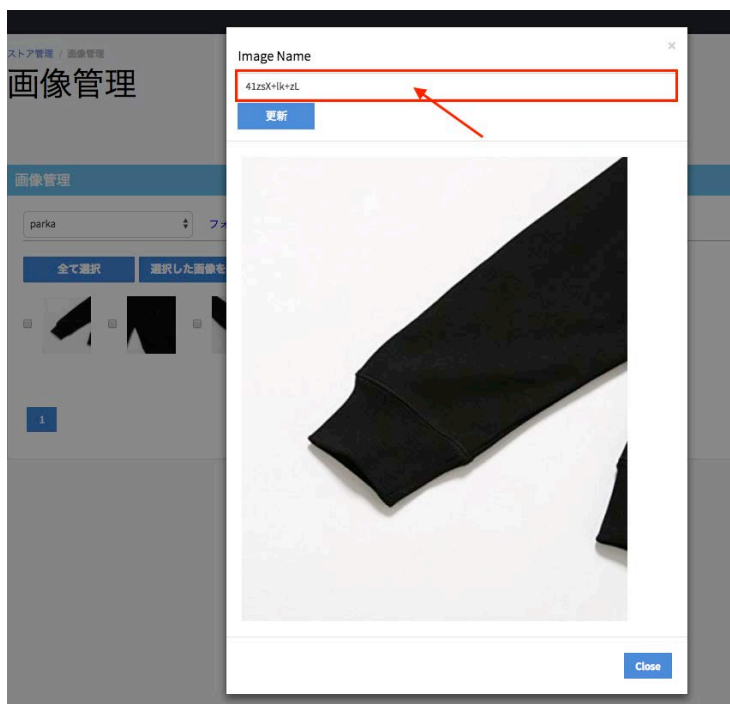 ストア管理 / 画像管理
画像管理
Image Name
×
41zsX+lk+zL
更新
画像管理
parka
フォ
全て選択
選択した画像を
1
Close